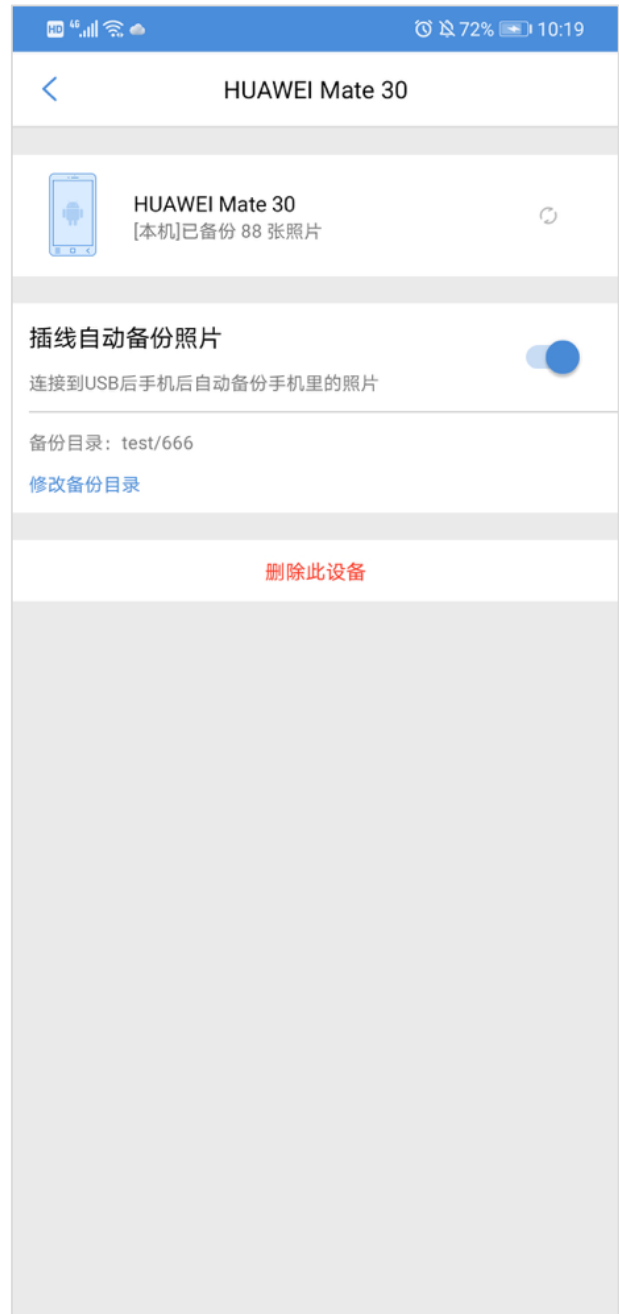 HD 4G 72% 10:19
HUAWEI Mate 30
HUAWEI Mate 30
[本机]已备份 88 张照片
插线自动备份照片
连接到USB后手机后自动备份手机里的照片
备份目录：test/666
修改备份目录
删除此设备